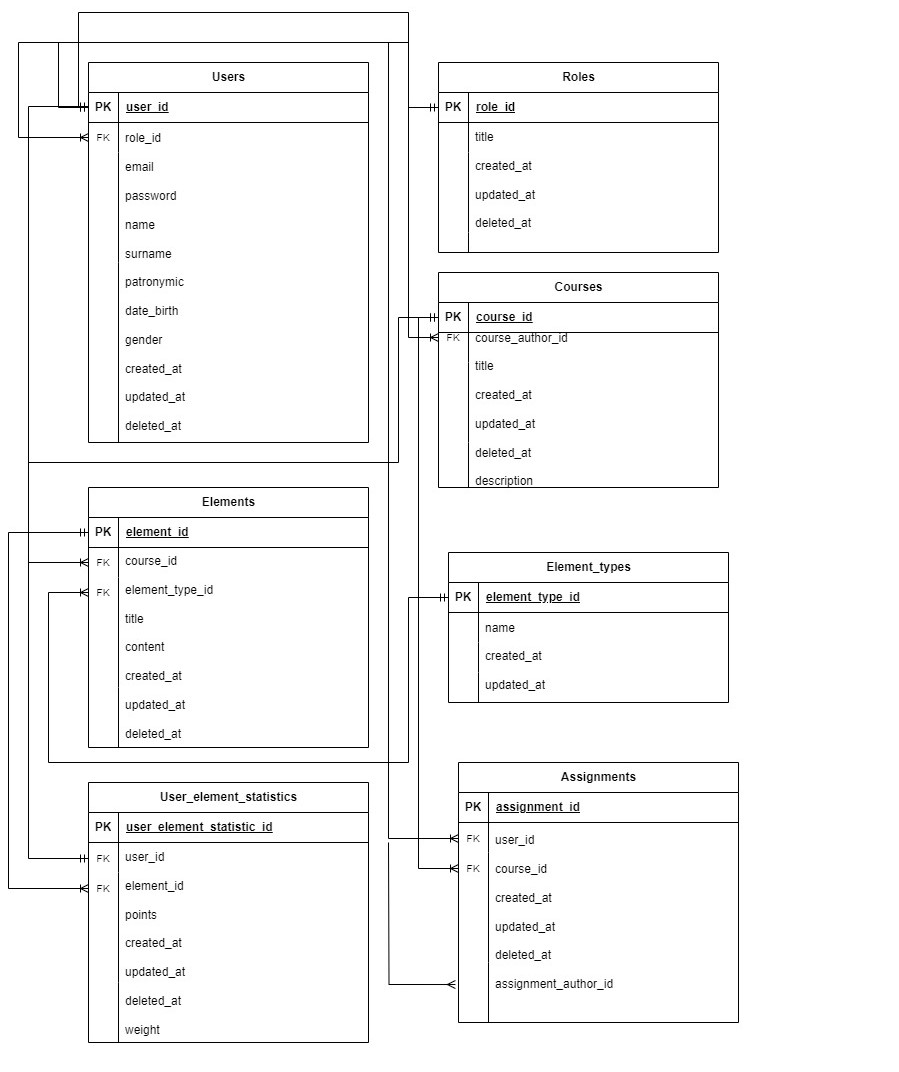 Users
PK user_id
FK role_id
email
password
name
surname
patronymic
date_birth
gender
created_at
updated_at
deleted_at
Roles
PK role_id
title
created_at
updated_at
deleted_at
Courses
PK course_id
FK course_author_id
title
created_at
updated_at
deleted_at
description
Elements
PK element_id
FK course_id
FK element_type_id
title
content
created_at
updated_at
deleted_at
Element_types
PK element_type_id
name
created_at
updated_at
User_element_statistics
PK user_element_statistic_id
FK user_id
FK element_id
points
created_at
updated_at
deleted_at
weight
Assignments
PK assignment_id
FK user_id
FK course_id
created_at
updated_at
deleted_at
assignment_author_id